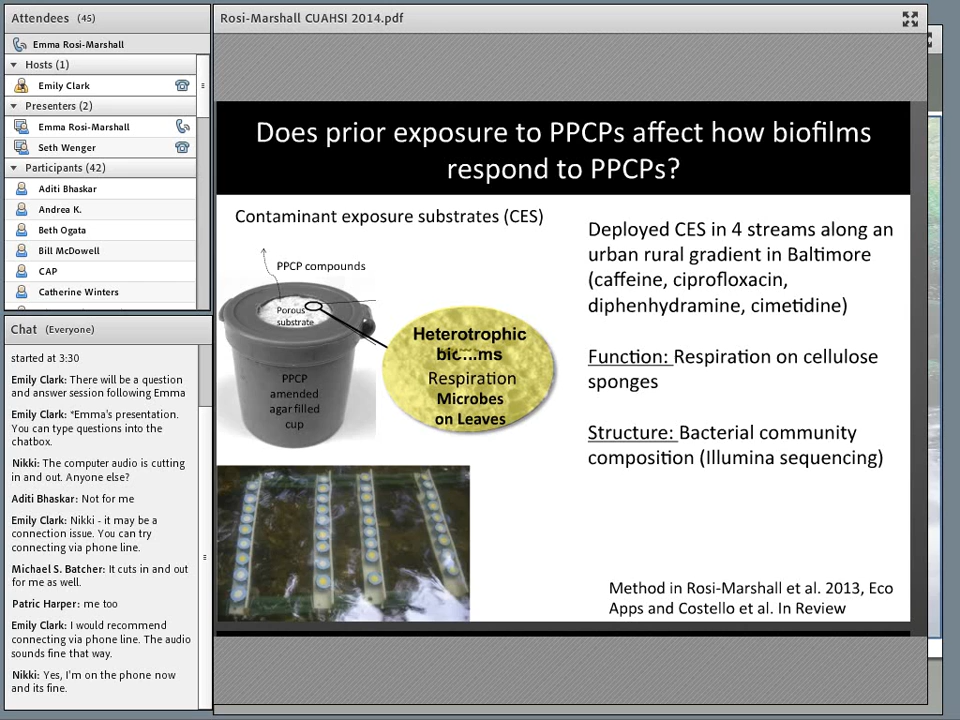 Attendees (45)
Emma Rosi-Marshall
Hosts (1)
Emily Clark
Presenters (2)
Emma Rosi-Marshall
Seth Wenger
Participants (42)
Aditi Bhaskar
Andrea K.
Beth Ogata
Bill McDowell
CAP
Catherine Winters
Chat (Everyone)
started at 3:30
Emily Clark: There will be a question
and answer session following Emma
Emily Clark: *Emma's presentation.
You can type questions into the
chatbox.
Nikki: The computer audio is cutting
in and out. Anyone else?
Aditi Bhaskar: Not for me
Emily Clark: Nikki - it may be a
connection issue. You can try
connecting via phone line.
Michael S. Batcher: It cuts in and out
for me as well.
Patric Harper: me too
Emily Clark: I would recommend
connecting via phone line. The audio
sounds fine that way.
Nikki: Yes, I'm on the phone now
and its fine.
Rosi-Marshall CUAHSI 2014.pdf
Does prior exposure to PPCPs affect how biofilms
respond to PPCPs?
Contaminant exposure substrates (CES)
PPCP compounds
Porous
substrate
PPCP
amended
agar filled
cup
Heterotrophic
Respiration
Microbes
on Leaves
Deployed CES in 4 streams along an
urban rural gradient in Baltimore
(caffeine, ciprofloxacin,
diphenhydramine, cimetidine)
Function: Respiration on cellulose
sponges
Structure: Bacterial community
composition (Illumina sequencing)
Method in Rosi-Marshall et al. 2013, Eco
Apps and Costello et al. In Review